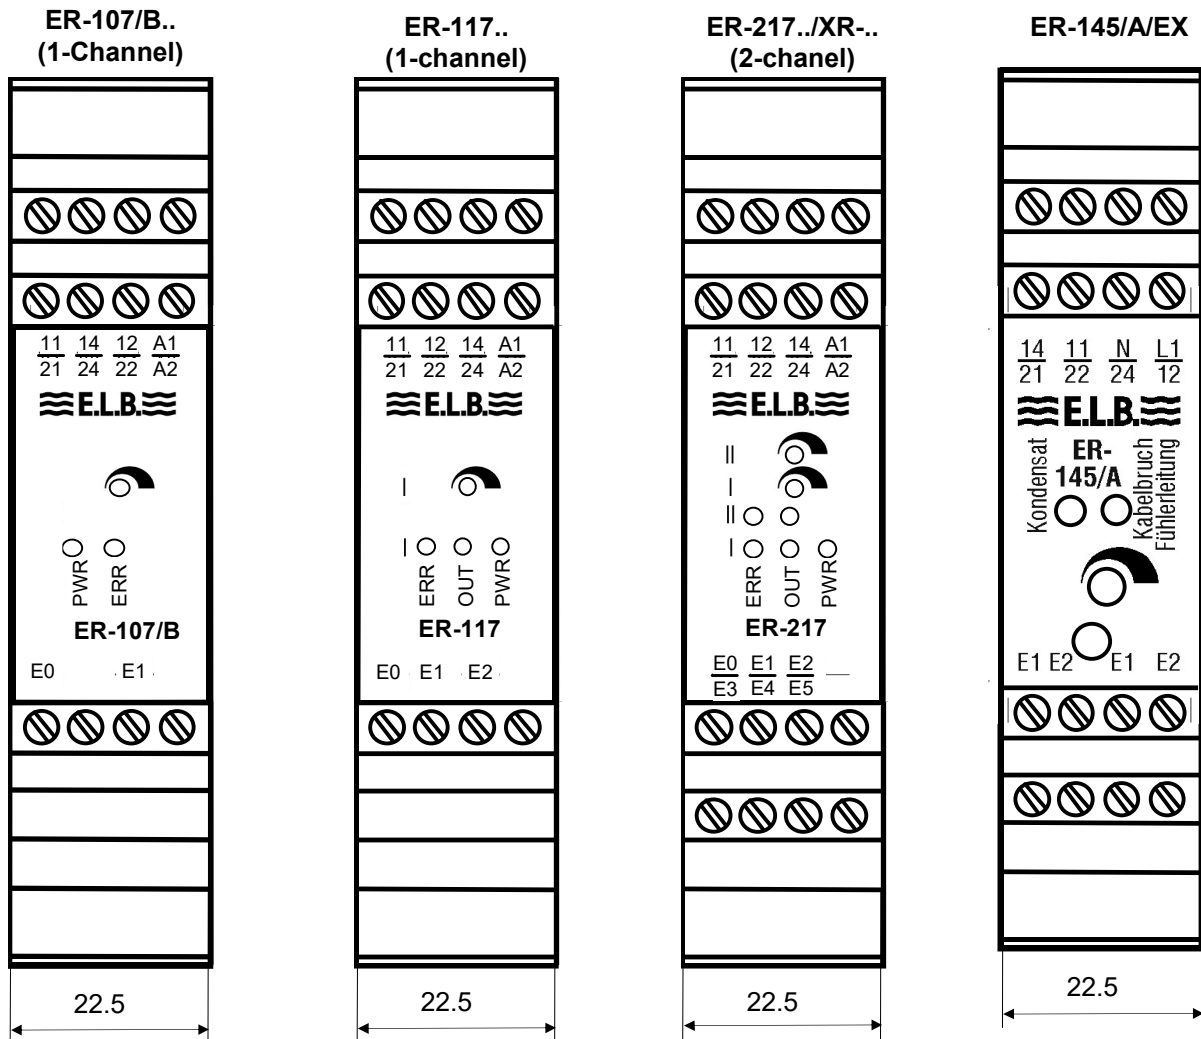 ER-107/B..
(1-Channel)
11 14 12 A1
21 24 22 A2
E.L.B.
PWR
ERR
ER-107/B
E0 E1
22.5
ER-117..
(1-channel)
11 12 14 A1
21 22 24 A2
E.L.B.
I
I
ERR
OUT
PWR
ER-117
E0 E1 E2
22.5
ER-217../XR-..
(2-chanel)
11 12 14 A1
21 22 24 A2
E.L.B.
II
I
II
I
ERR
OUT
PWR
ER-217
E0 E1 E2
E3 E4 E5
22.5
ER-145/A/EX
14 11 N L1
21 22 24 12
E.L.B.
ER-
145/A
Kondensat
Kabelbruch
Fühlerleitung
E1 E2 E1 E2
22.5